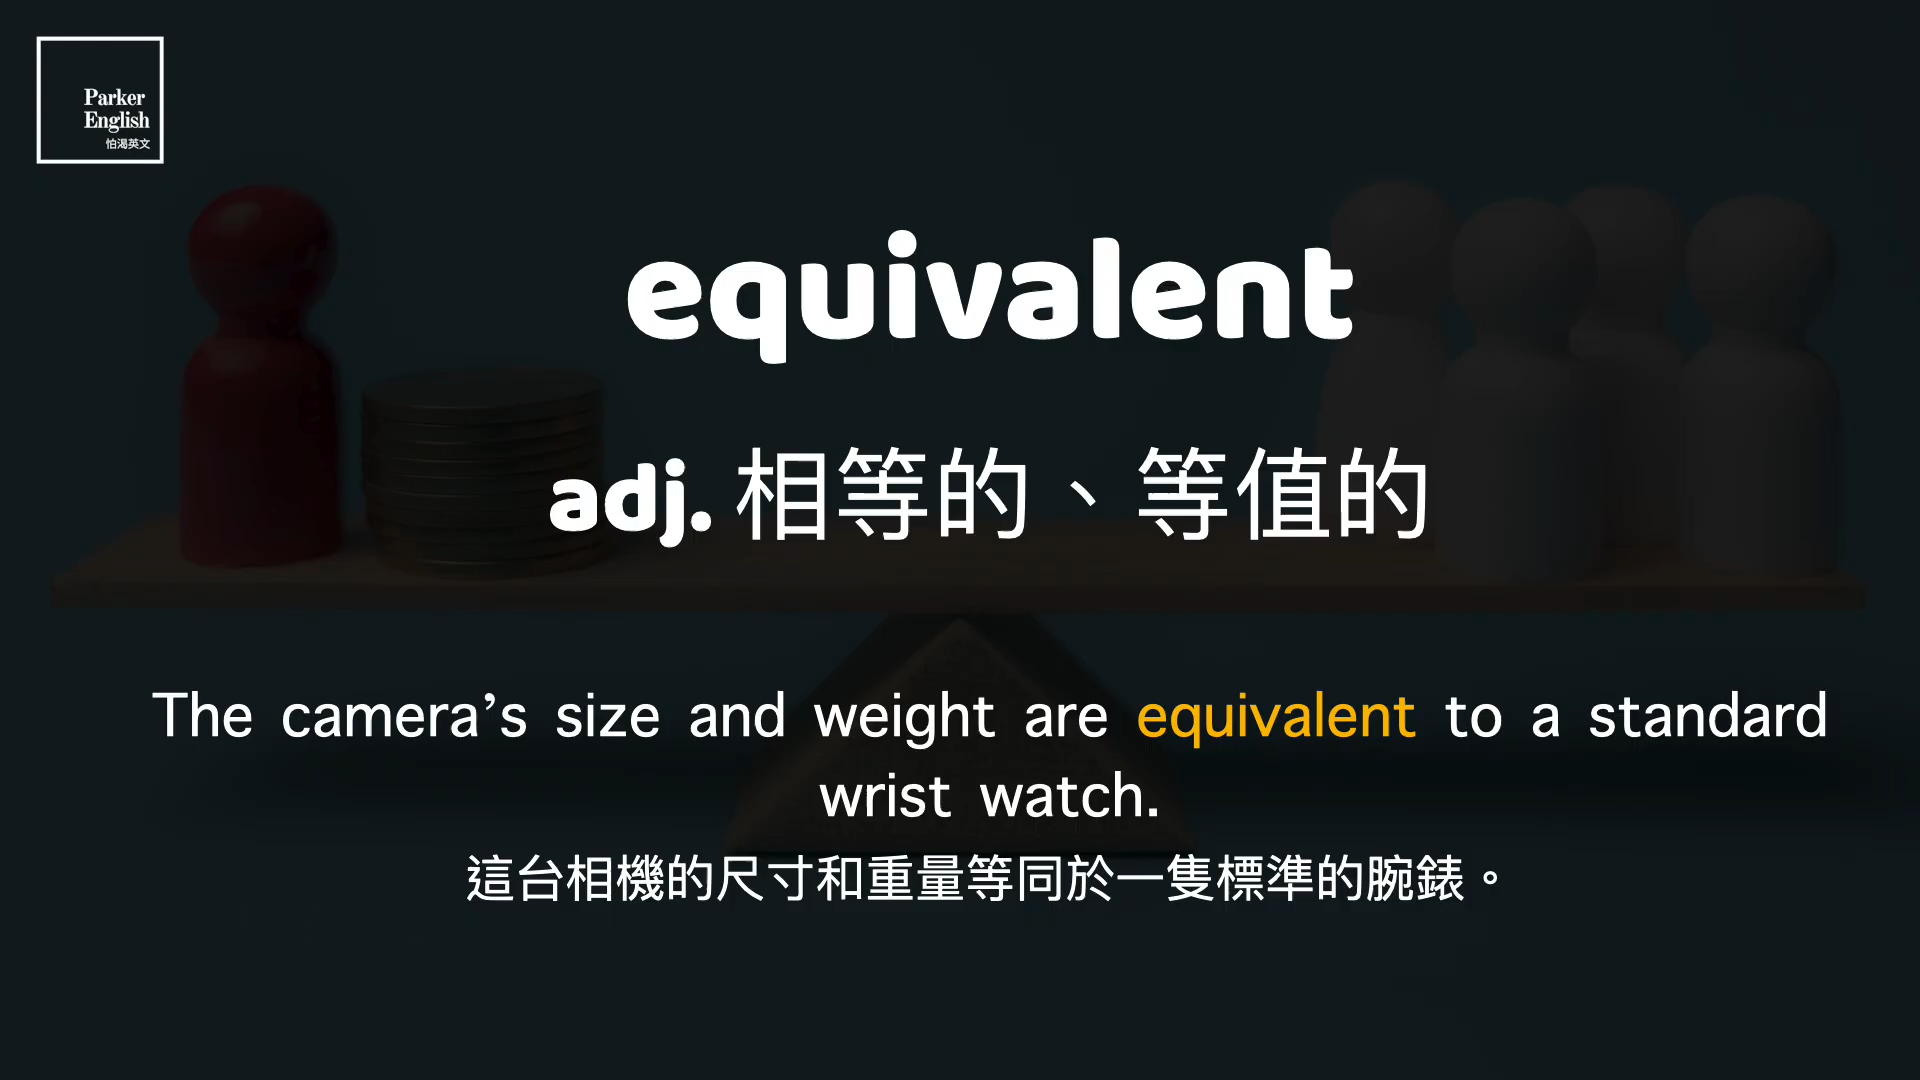 Parker
English
怕渴英文
equivalent
adj. 相等的、等值的
The camera’s size and weight are equivalent to a standard
wrist watch.
這台相機的尺寸和重量等同於一隻標準的腕錶。